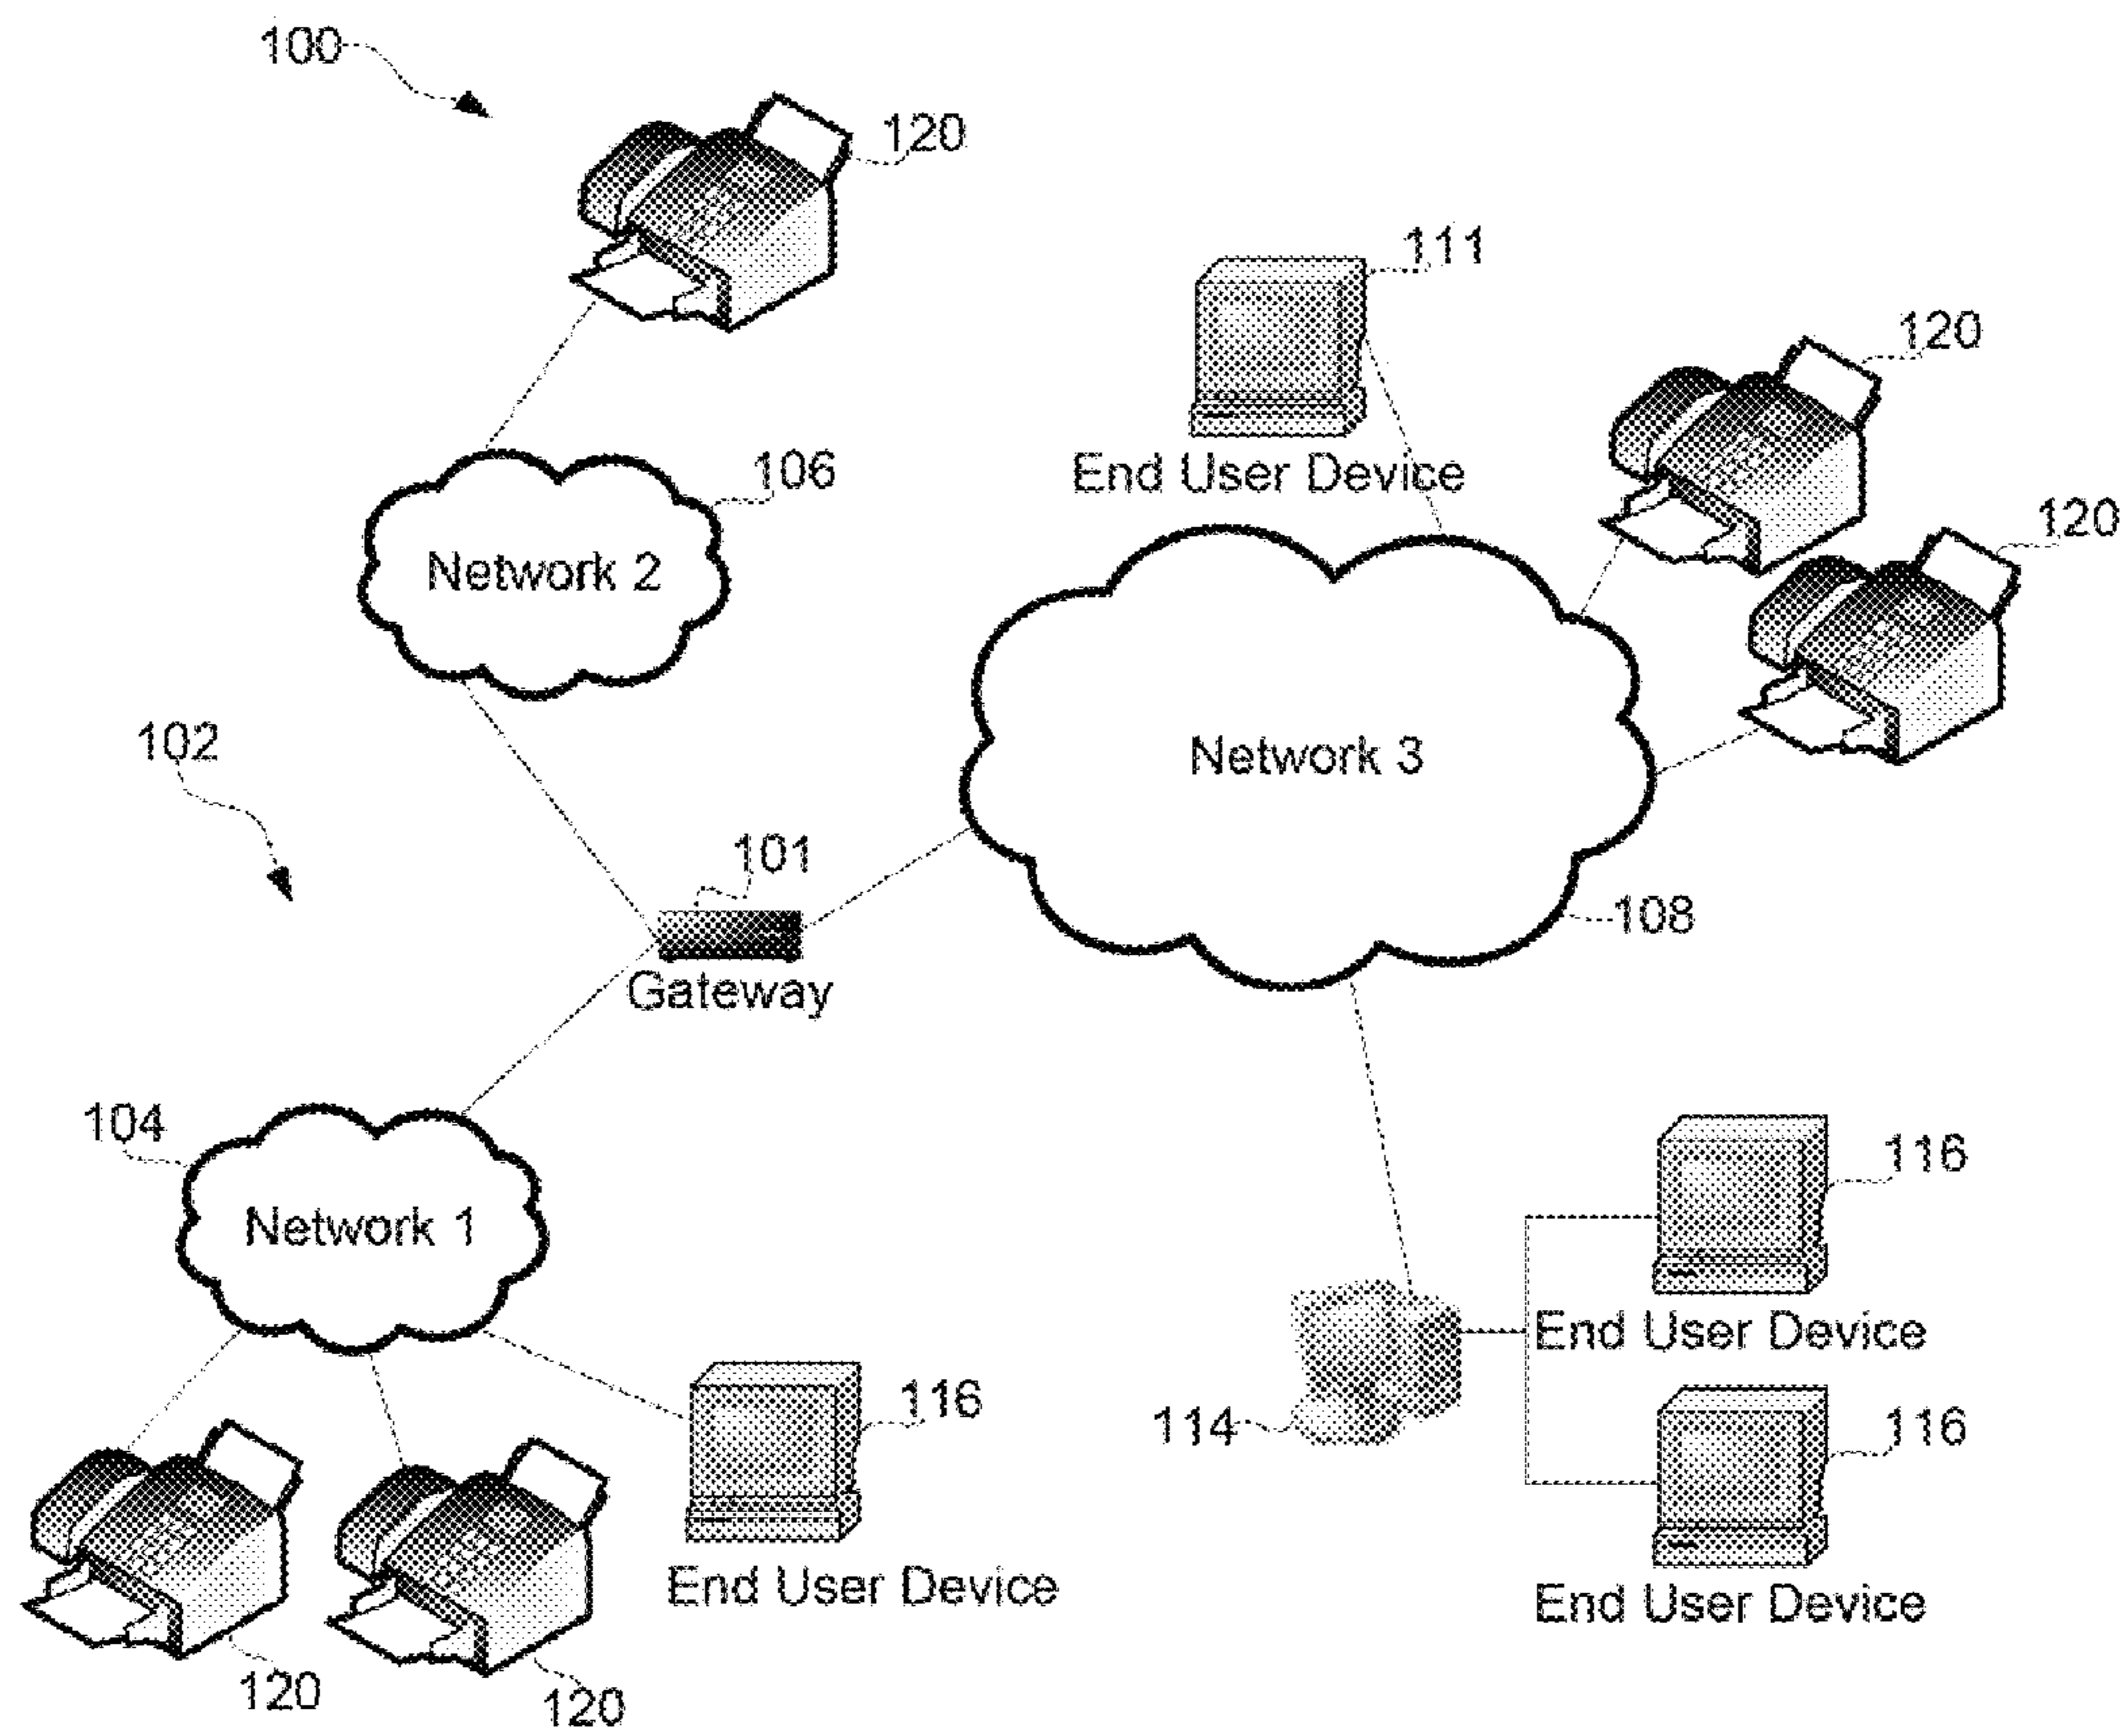 100
120
111
End User Device
120
120
106
Network 2
Network 3
102
101
Gateway
108
104
Network 1
116
End User Device
116
End User Device
114
116
End User Device
120
120